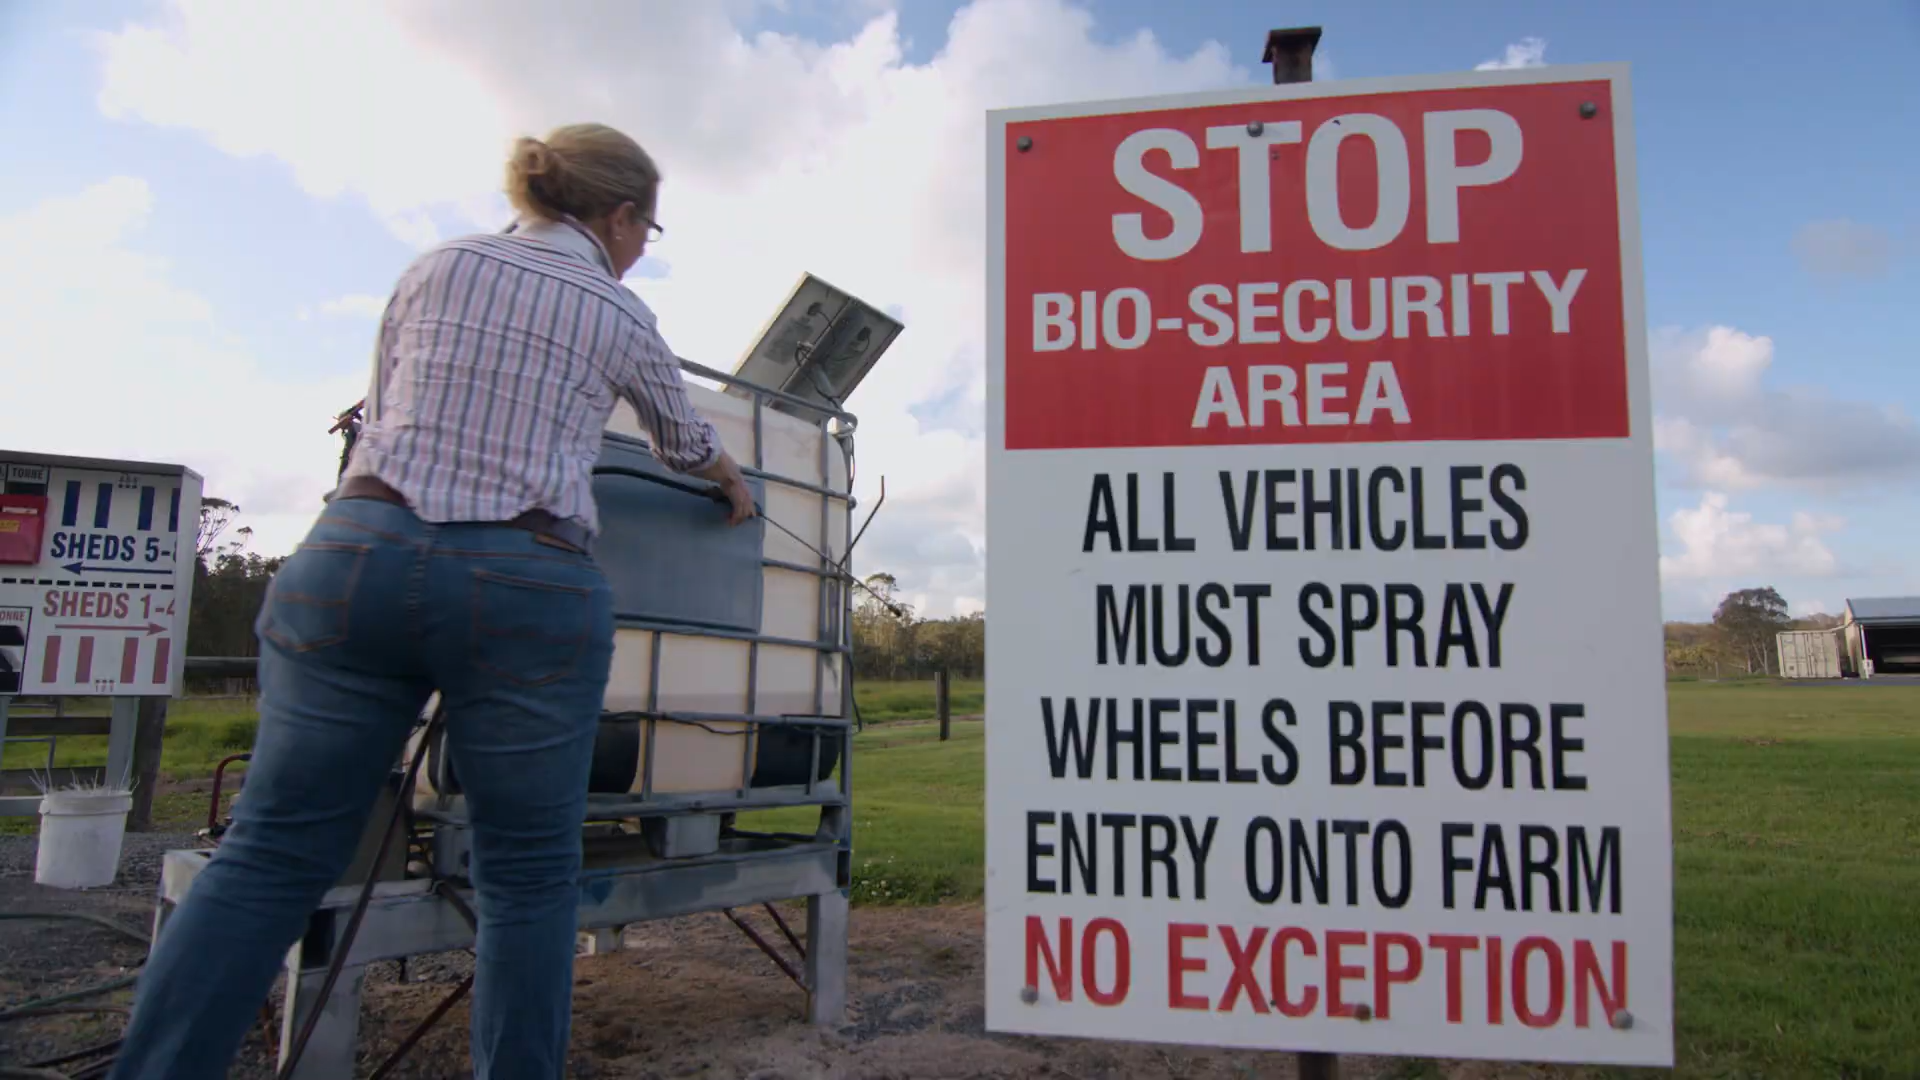 STOP
BIO-SECURITY
AREA
ALL VEHICLES
MUST SPRAY
WHEELS BEFORE
ENTRY ONTO FARM
NO EXCEPTION
TONNE
SHEDS 5-
SHEDS 1-4